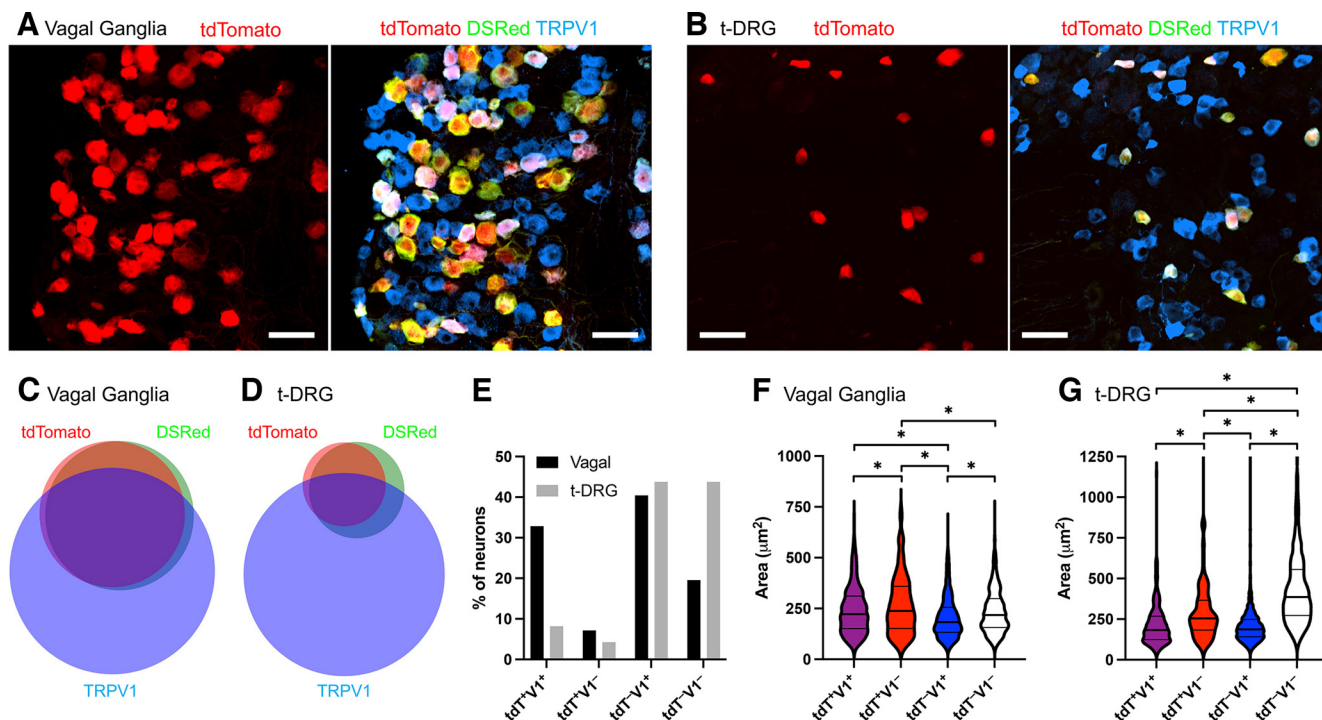 A Vagal Ganglia tdTomato tdTomato DSRed TRPV1
B t-DRG tdTomato tdTomato DSRed TRPV1
C Vagal Ganglia
tdTomato DSRed
TRPV1
D t-DRG
tdTomato DSRed
TRPV1
E
50
40
30
20
10
0
% of neurons
Vagal
t-DRG
tdT⁺V1⁺ tdT⁺V1⁻ tdT⁻V1⁺ tdT⁻V1⁻
F Vagal Ganglia
* *
* * *
1000
750
500
250
0
Area (μm²)
tdT⁺V1⁺ tdT⁺V1⁻ tdT⁻V1⁺ tdT⁻V1⁻
G t-DRG
*
*
* * *
1250
1000
750
500
250
0
Area (μm²)
tdT⁺V1⁺ tdT⁺V1⁻ tdT⁻V1⁺ tdT⁻V1⁻